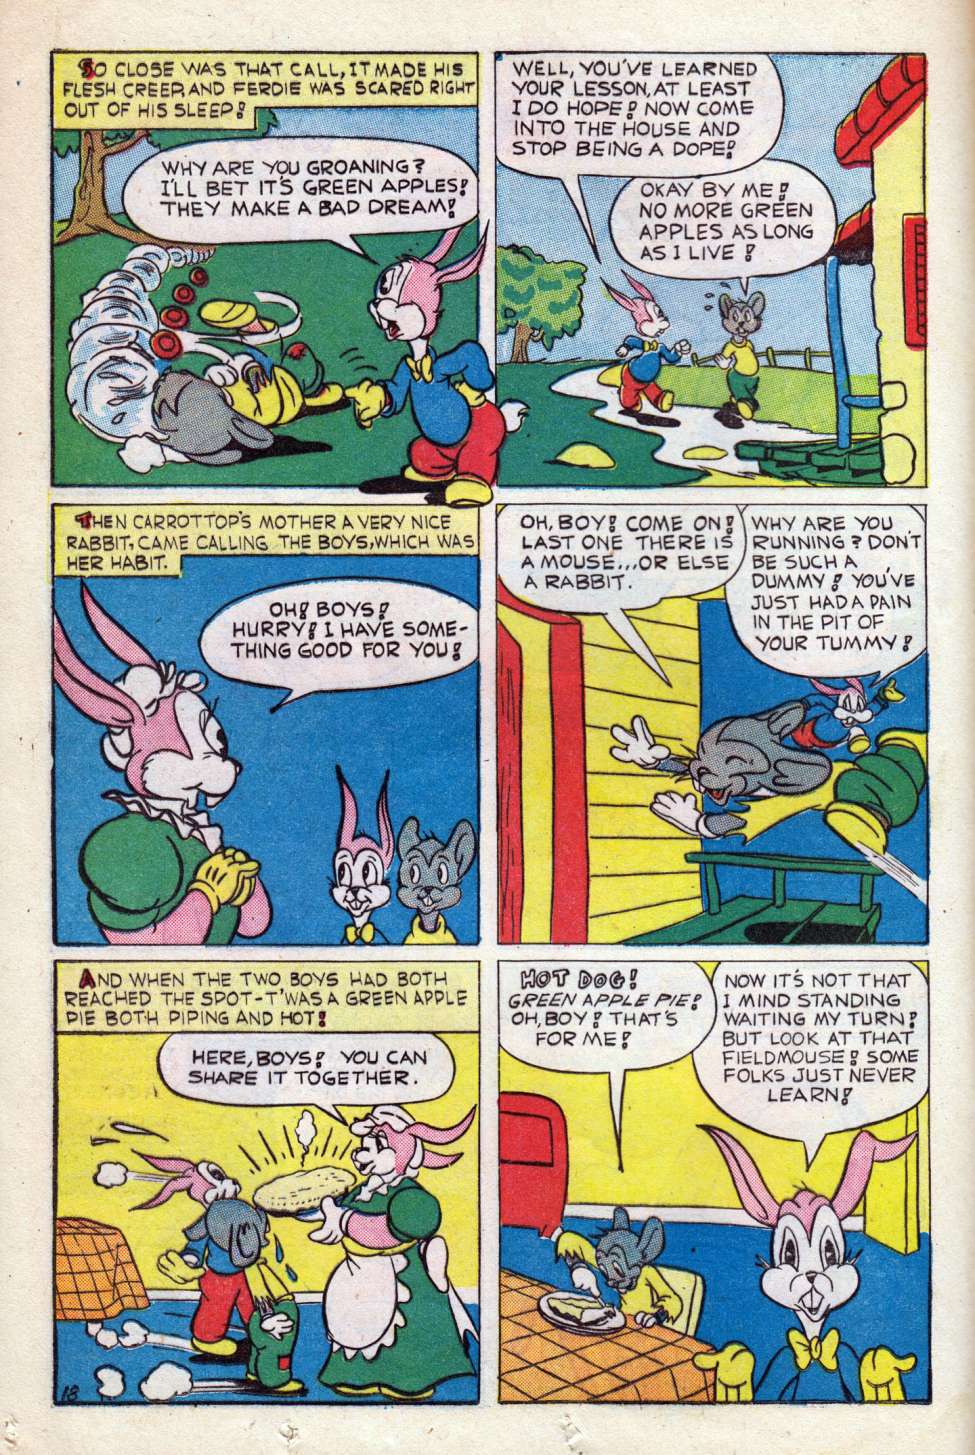 SO CLOSE WAS THAT CALL, IT MADE HIS
FLESH CREEP, AND FERDIE WAS SCARED RIGHT
OUT OF HIS SLEEP!
WHY ARE YOU GROANING?
I'LL BET IT'S GREEN APPLES!
THEY MAKE A BAD DREAM!
WELL, YOU'VE LEARNED
YOUR LESSON, AT LEAST
I DO HOPE! NOW COME
INTO THE HOUSE AND
STOP BEING A DOPE!
OKAY BY ME!
NO MORE GREEN
APPLES AS LONG
AS I LIVE!
THEN CARROTTOP'S MOTHER A VERY NICE
RABBIT, CAME CALLING THE BOYS, WHICH WAS
HER HABIT.
OH! BOYS!
HURRY! I HAVE SOME-
THING GOOD FOR YOU!
OH, BOY! COME ON!
LAST ONE THERE IS
A MOUSE...OR ELSE
A RABBIT.
WHY ARE YOU
RUNNING? DON'T
BE SUCH A
DUMMY! YOU'VE
JUST HAD A PAIN
IN THE PIT OF
YOUR TUMMY!
AND WHEN THE TWO BOYS HAD BOTH
REACHED THE SPOT-T'WAS A GREEN APPLE
PIE BOTH PIPING AND HOT!
HERE, BOYS! YOU CAN
SHARE IT TOGETHER.
18
HOT DOG!
GREEN APPLE PIE!
OH, BOY! THAT'S
FOR ME!
NOW IT'S NOT THAT
I MIND STANDING
WAITING MY TURN!
BUT LOOK AT THAT
FIELDMOUSE! SOME
FOLKS JUST NEVER
LEARN!